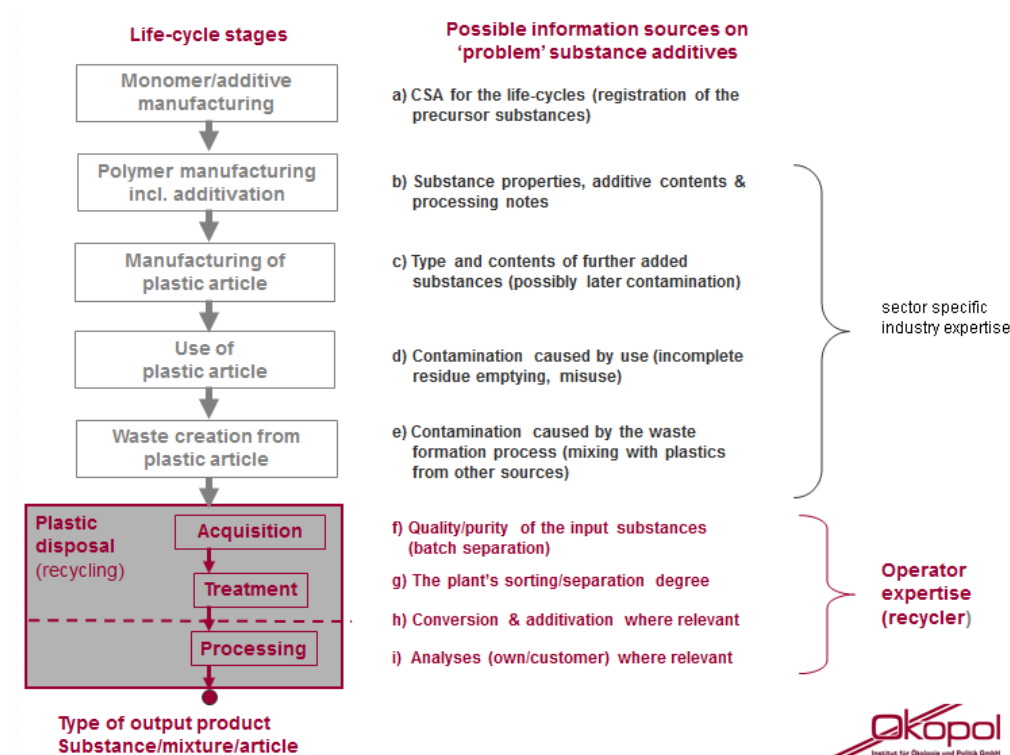 Life-cycle stages
Possible information sources on
‘problem’ substance additives
Monomer/additive
manufacturing
a) CSA for the life-cycles (registration of the
precursor substances)
Polymer manufacturing
incl. additivation
b) Substance properties, additive contents &
processing notes
Manufacturing of
plastic article
c) Type and contents of further added
substances (possibly later contamination)
Use of
plastic article
d) Contamination caused by use (incomplete
residue emptying, misuse)
Waste creation from
plastic article
e) Contamination caused by the waste
formation process (mixing with plastics
from other sources)
sector specific
industry expertise
Plastic
disposal
(recycling)
Acquisition
Treatment
Processing
f) Quality/purity of the input substances
(batch separation)
g) The plant's sorting/separation degree
h) Conversion & additivation where relevant
i) Analyses (own/customer) where relevant
Operator
expertise
(recycler)
Type of output product
Substance/mixture/article
Ökopol
Institut für Ökologie und Politik GmbH